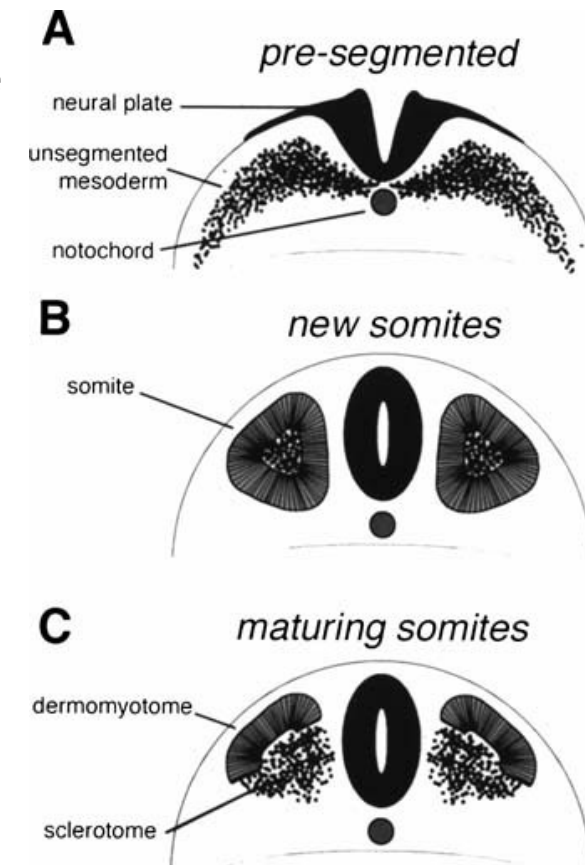 A
pre-segmented
neural plate
unsegmented
mesoderm
notochord
B
new somites
somite
C
maturing somites
dermomyotome
sclerotome